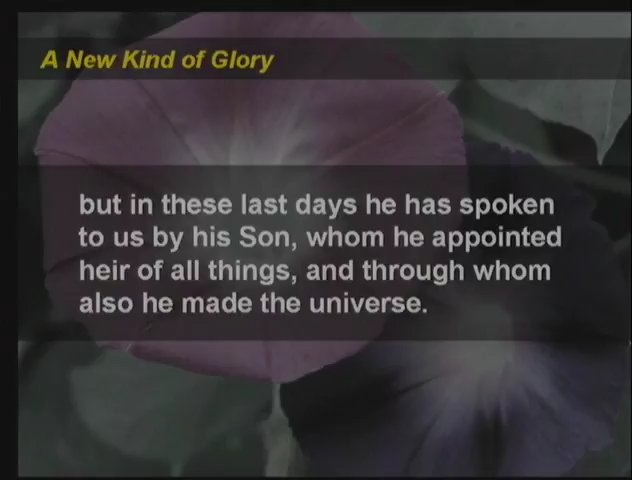 A New Kind of Glory
but in these last days he has spoken
to us by his Son, whom he appointed
heir of all things, and through whom
also he made the universe.